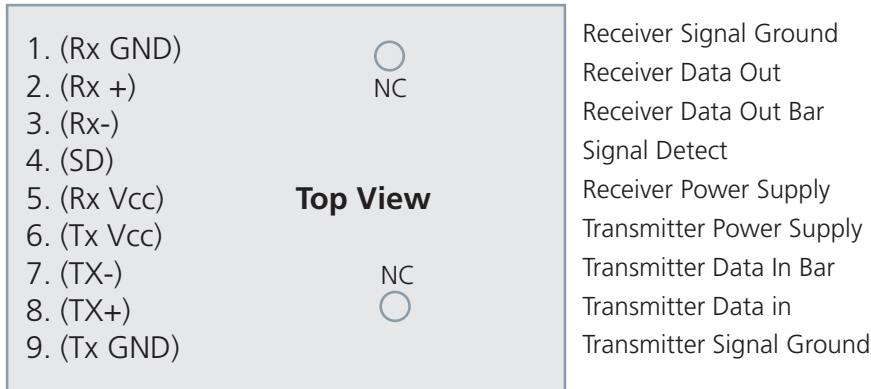 1. (Rx GND)
2. (Rx +)
3. (Rx-)
4. (SD)
5. (Rx Vcc)
6. (Tx Vcc)
7. (TX-)
8. (TX+)
9. (Tx GND)
NC
Top View
NC
Receiver Signal Ground
Receiver Data Out
Receiver Data Out Bar
Signal Detect
Receiver Power Supply
Transmitter Power Supply
Transmitter Data In Bar
Transmitter Data in
Transmitter Signal Ground